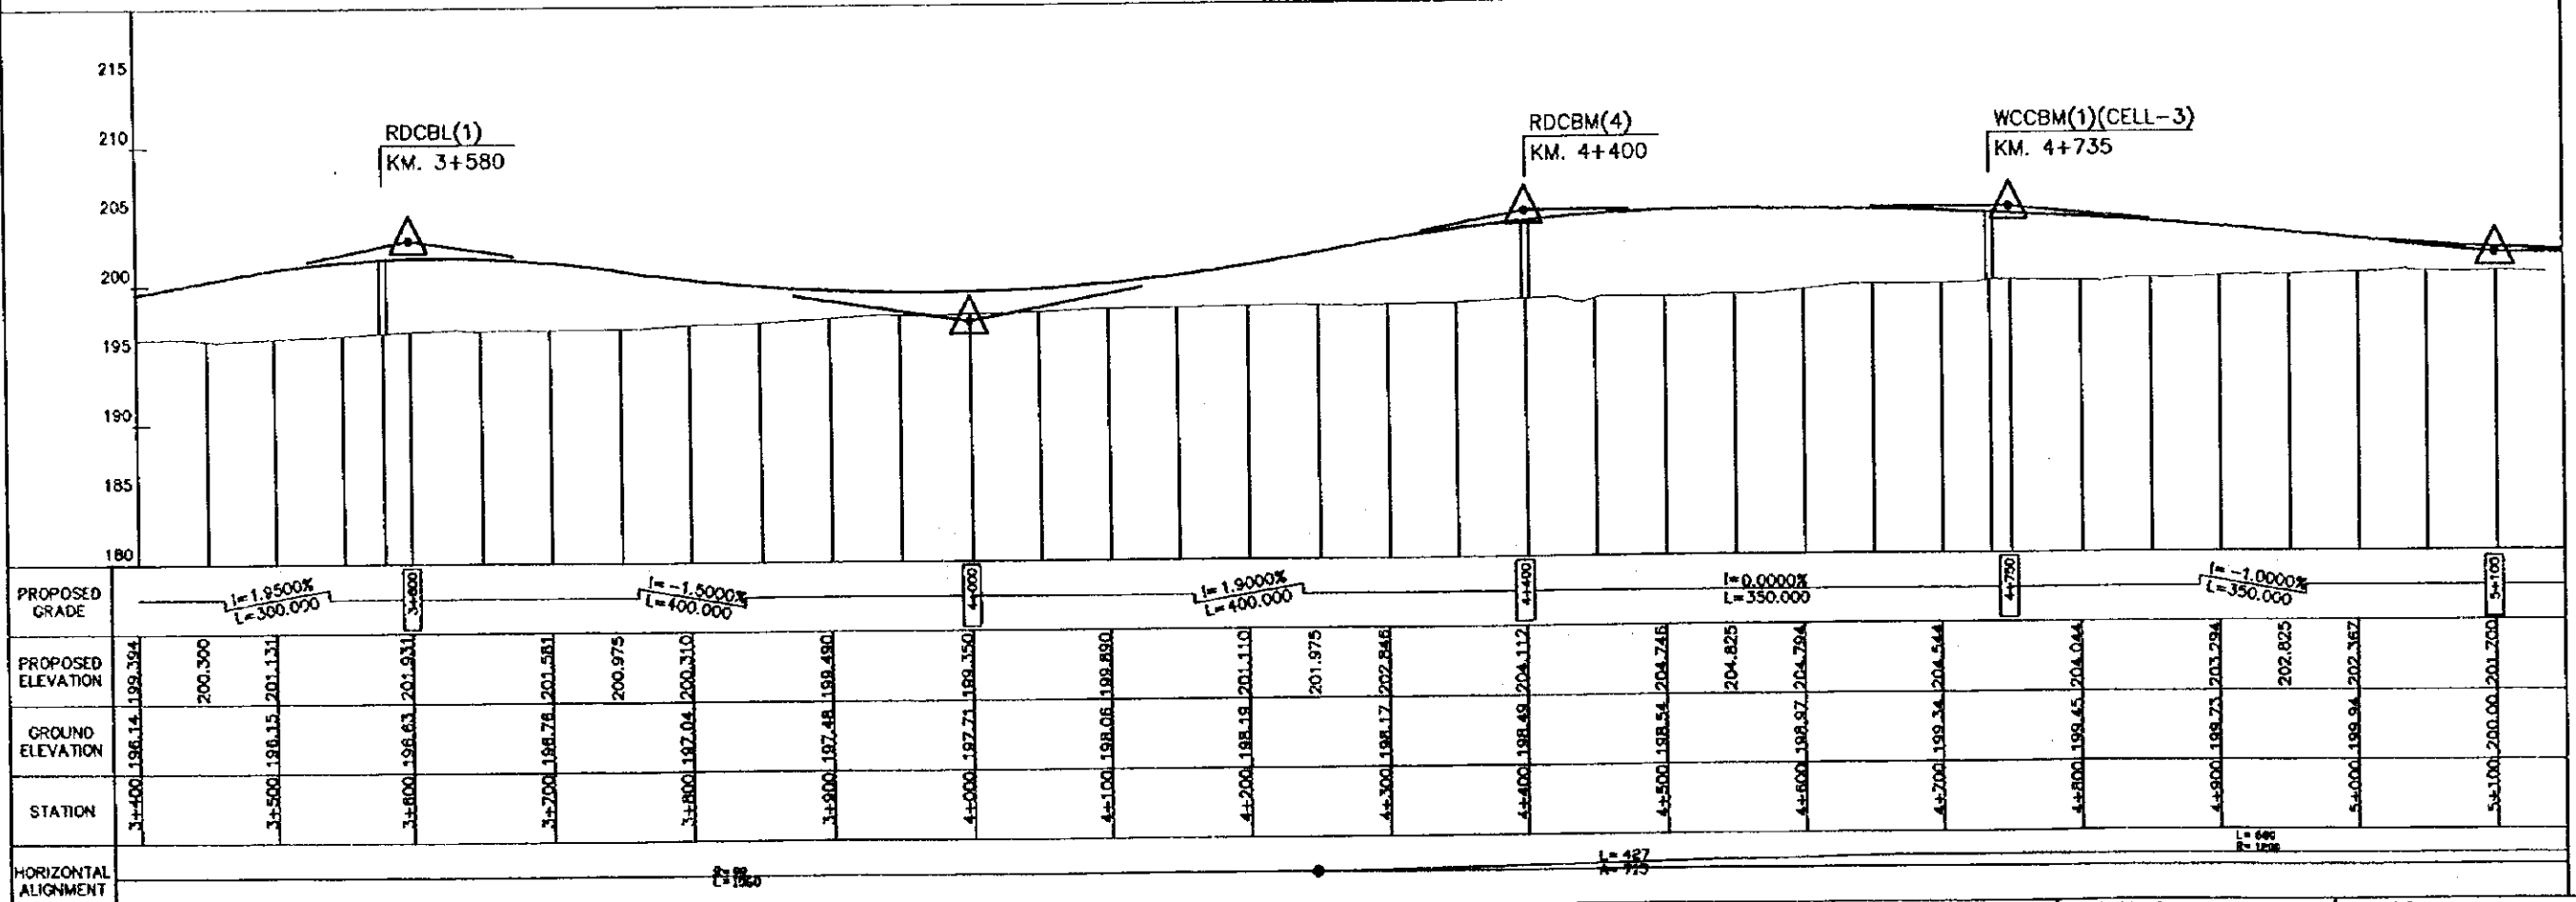 215
210
205
200
195
190
185
180
RDCBL(1)
KM. 3+580
RDCBM(4)
KM. 4+400
WCCBM(1)(CELL-3)
KM. 4+735
PROPOSED
GRADE
I=1.9500%
L=300.000
3+600
I=-1.5000%
L=400.000
4+000
I=1.9000%
L=400.000
4+400
I=0.0000%
L=350.000
4+750
I=-1.0000%
L=350.000
5+100
PROPOSED
ELEVATION
199.394
200.300
201.131
201.931
201.581
200.975
200.310
199.490
199.350
199.890
201.110
201.975
202.846
204.112
204.746
204.825
204.794
204.544
204.044
203.294
202.825
202.367
201.700
GROUND
ELEVATION
196.14
196.15
196.63
196.76
197.04
197.48
197.71
198.06
198.19
198.17
198.49
198.54
198.97
199.34
199.45
199.73
199.94
200.00
STATION
3+400
3+500
3+600
3+700
3+800
3+900
4+000
4+100
4+200
4+300
4+400
4+500
4+600
4+700
4+800
4+900
5+000
5+100
HORIZONTAL
ALIGNMENT
L=427